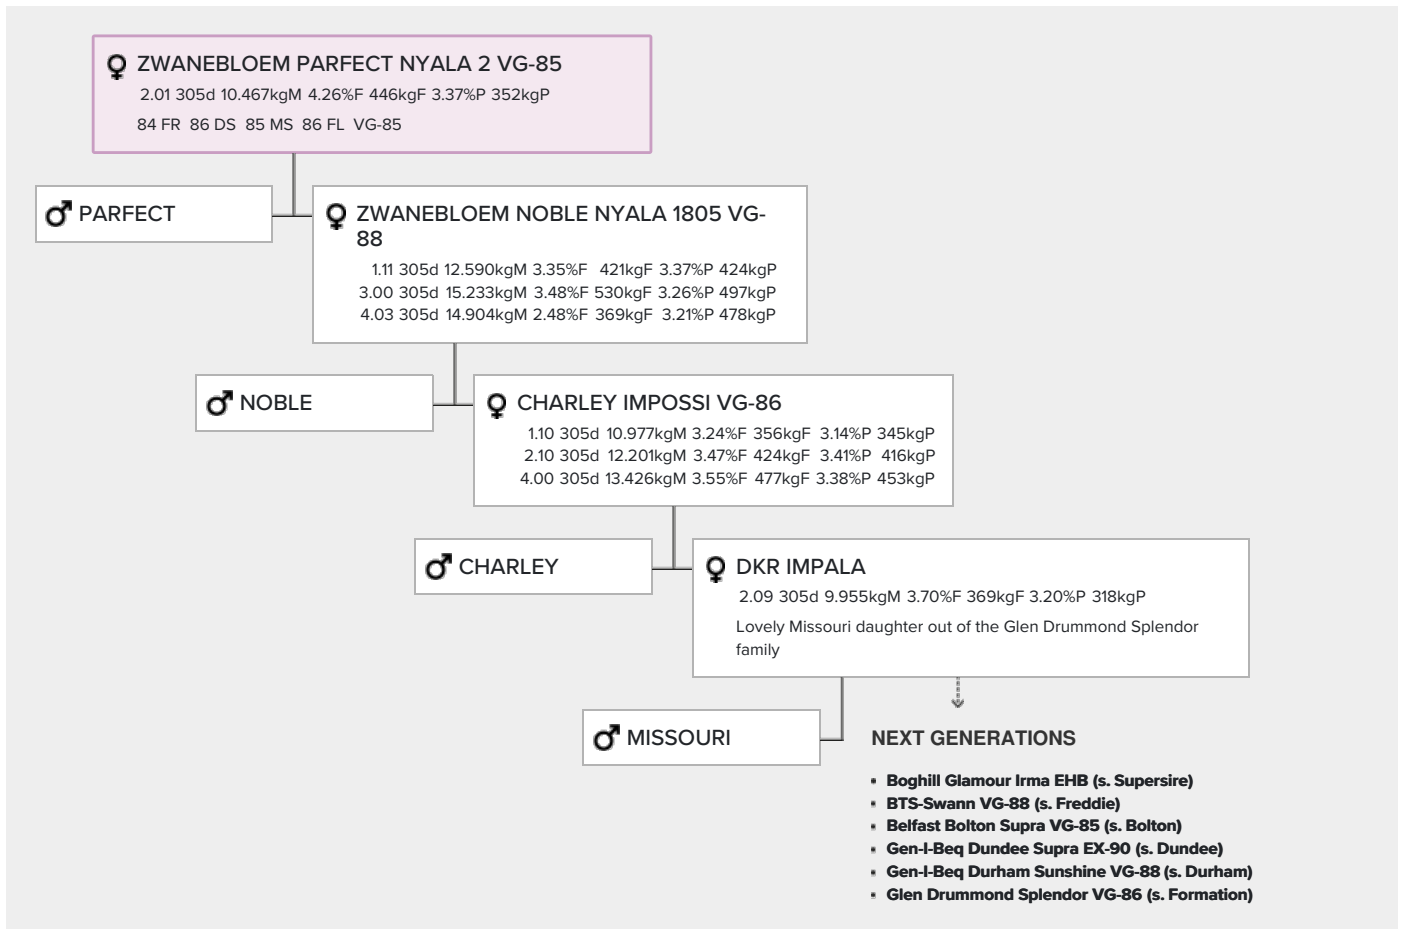 ZWANEBLOEM PARFECT NYALA 2 VG-85
2.01 305d 10.467kgM 4.26%F 446kgF 3.37%P 352kgP
84 FR 86 DS 85 MS 86 FL VG-85
PARFECT
ZWANEBLOEM NOBLE NYALA 1805 VG-
88
1.11 305d 12.590kgM 3.35%F 421kgF 3.37%P 424kgP
3.00 305d 15.233kgM 3.48%F 530kgF 3.26%P 497kgP
4.03 305d 14.904kgM 2.48%F 369kgF 3.21%P 478kgP
NOBLE
CHARLEY IMPOSSI VG-86
1.10 305d 10.977kgM 3.24%F 356kgF 3.14%P 345kgP
2.10 305d 12.201kgM 3.47%F 424kgF 3.41%P 416kgP
4.00 305d 13.426kgM 3.55%F 477kgF 3.38%P 453kgP
CHARLEY
DKR IMPALA
2.09 305d 9.955kgM 3.70%F 369kgF 3.20%P 318kgP
Lovely Missouri daughter out of the Glen Drummond Splendor
family
MISSOURI
NEXT GENERATIONS
Boghill Glamour Irma EHB (s. Supersire)
BTS-Swann VG-88 (s. Freddie)
Belfast Bolton Supra VG-85 (s. Bolton)
Gen-I-Beq Dundee Supra EX-90 (s. Dundee)
Gen-I-Beq Durham Sunshine VG-88 (s. Durham)
Glen Drummond Splendor VG-86 (s. Formation)